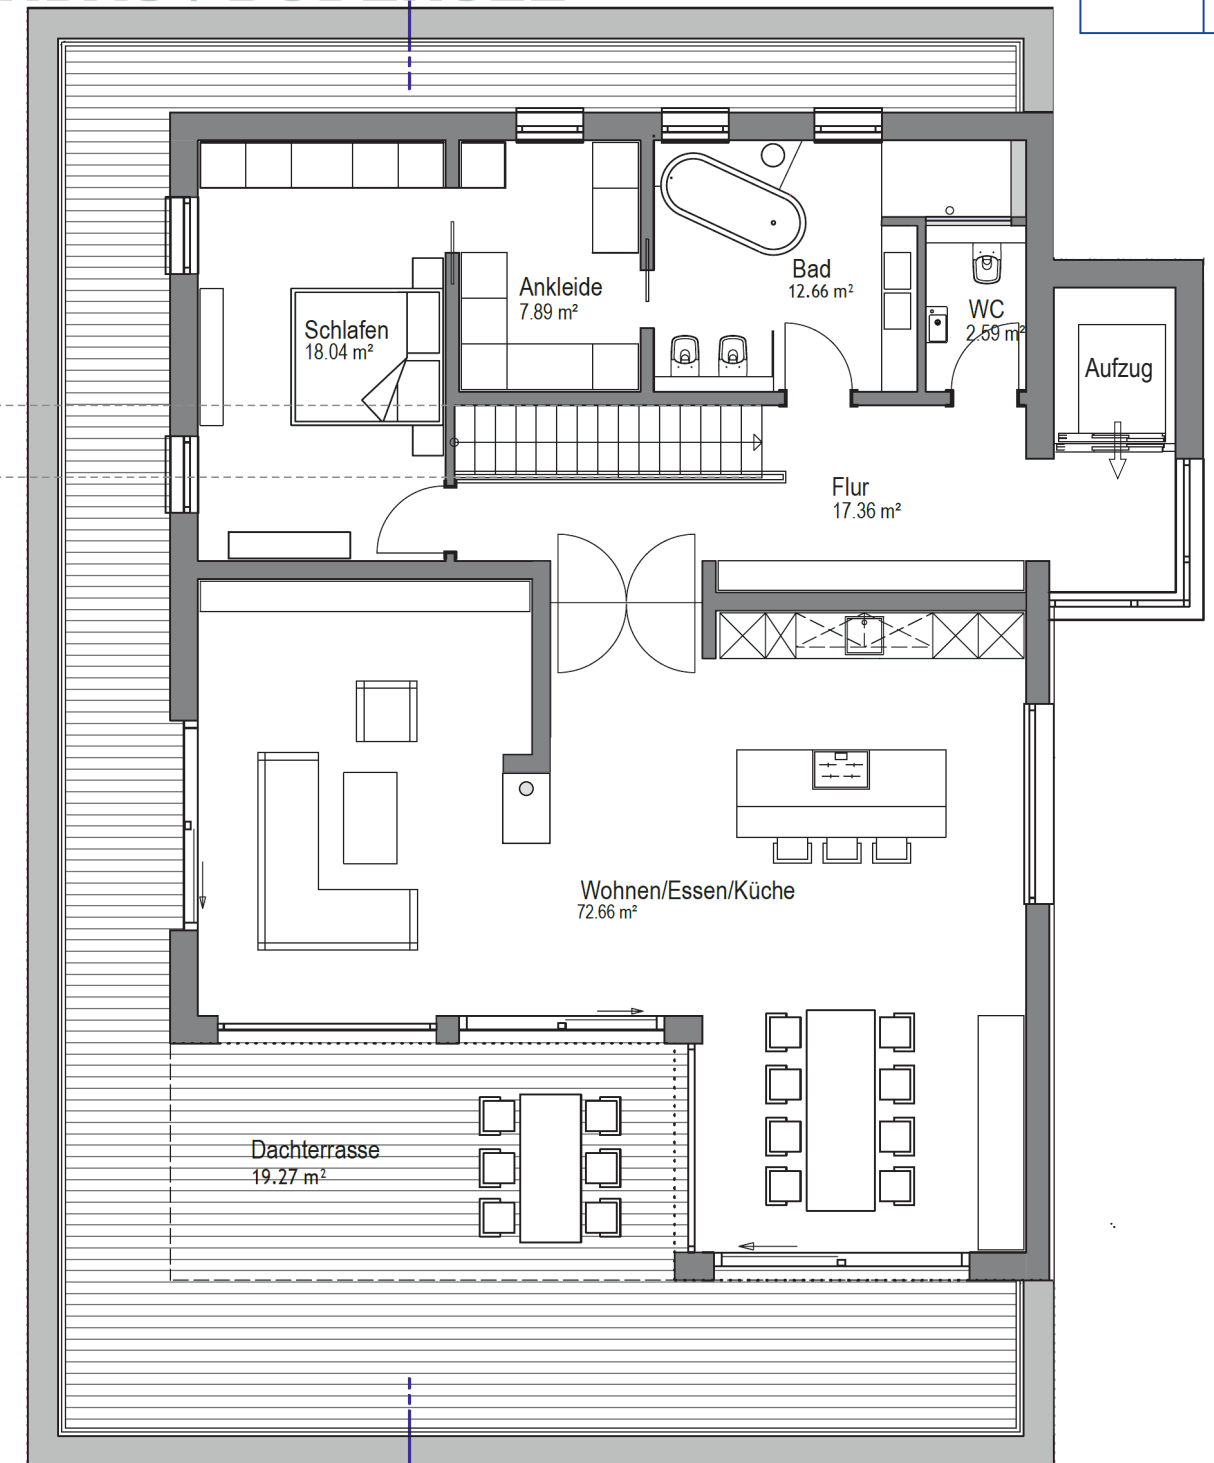 Ankleide
7.89 m²
Bad
12.66 m²
Schlafen
18.04 m²
WC
2.59 m²
Aufzug
Flur
17.36 m²
Wohnen/Essen/Küche
72.66 m²
Dachterrasse
19.27 m²